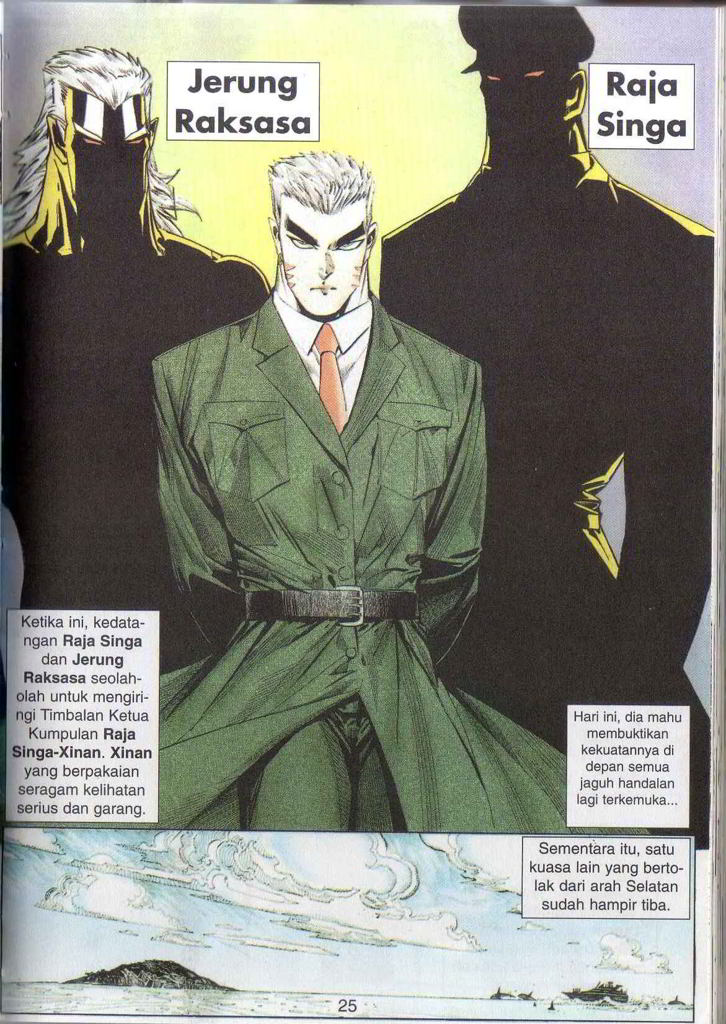 Jerung
Raksasa
Raja
Singa
Ketika ini, kedata-
ngan Raja Singa
dan Jerung
Raksasa seolah-
olah untuk mengiri-
ngi Timbalan Ketua
Kumpulan Raja
Singa-Xinan. Xinan
yang berpakaian
seragam kelihatan
serius dan garang.
Hari ini, dia mahu
membuktikan
kekuatannya di
depan semua
jaguh handalan
lagi terkemuka...
Sementara itu, satu
kuasa lain yang berto-
lak dari arah Selatan
sudah hampir tiba.
25